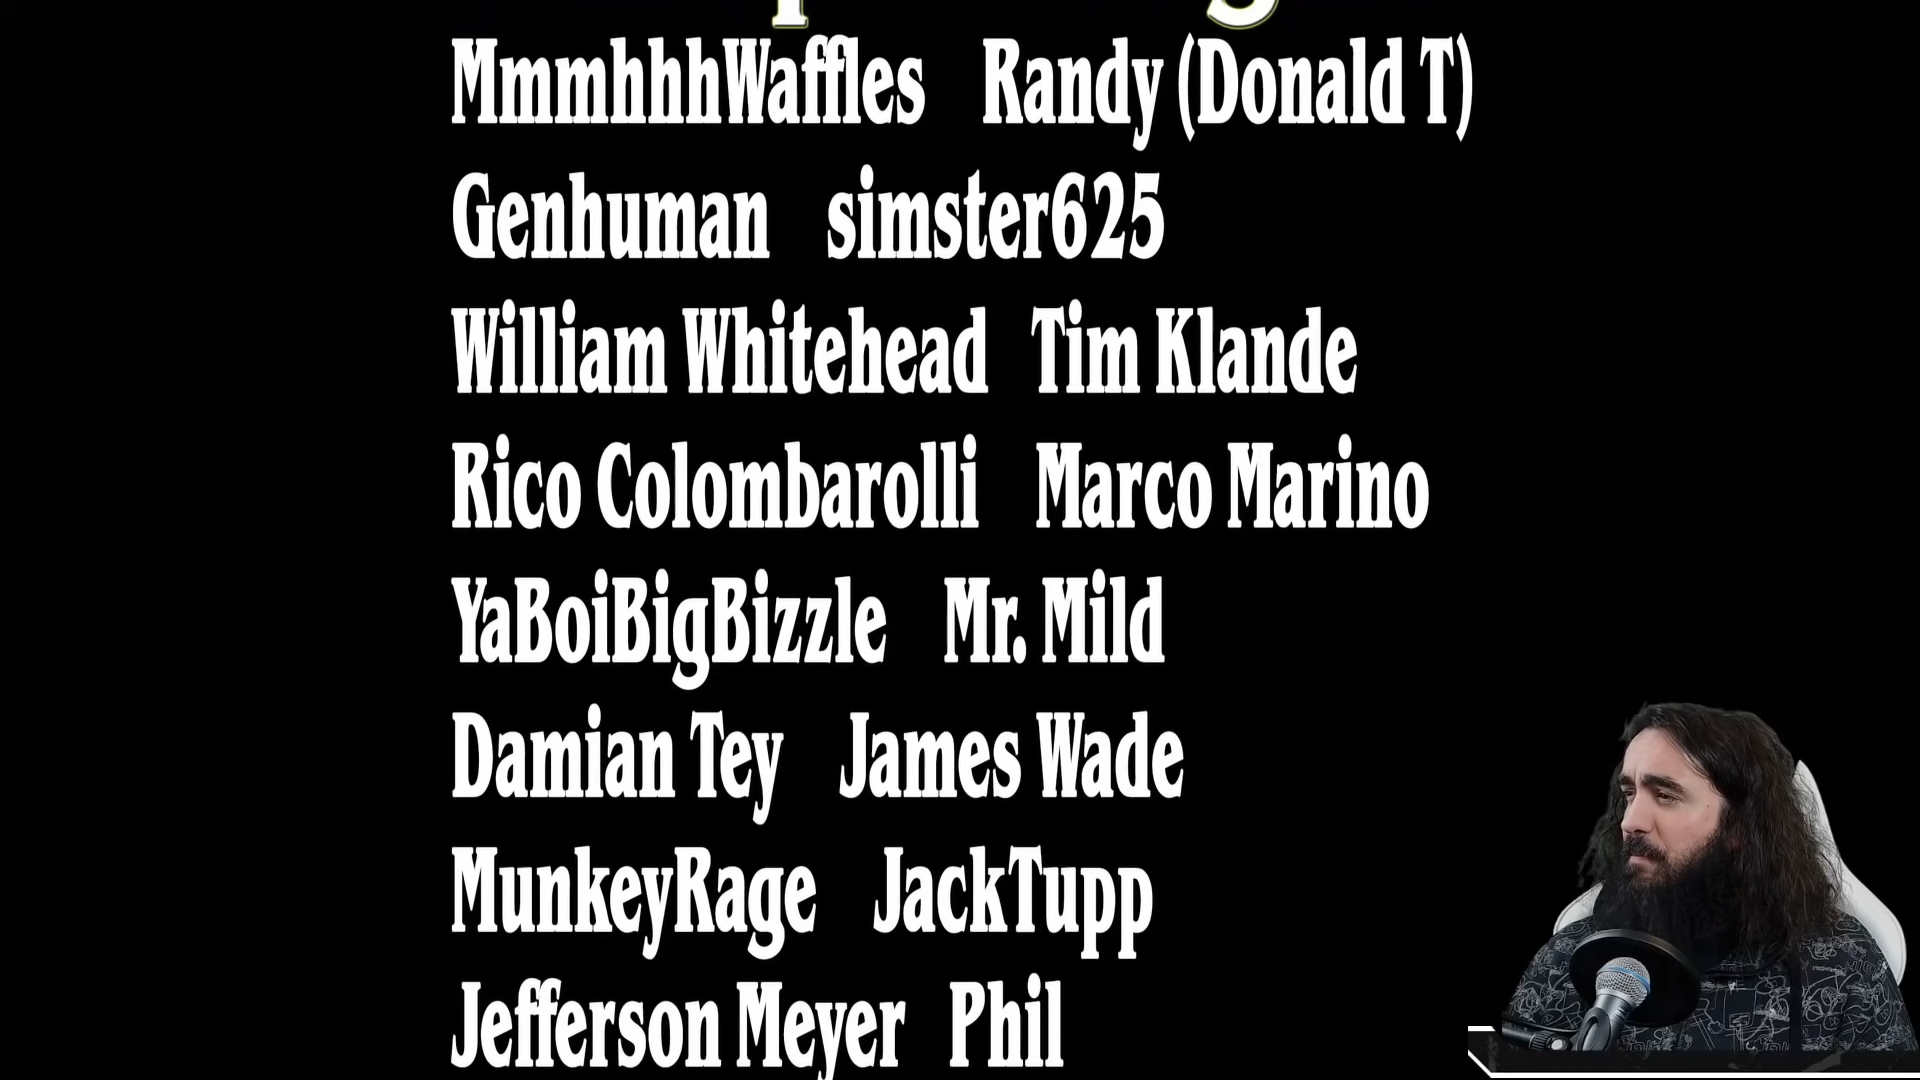 MmmhhhWaffles Randy (Donald T)
Genhuman simster625
William Whitehead Tim Klande
Rico Colombarolli Marco Marino
YaBoiBigBizzle Mr. Mild
Damian Tey James Wade
MunkeyRage JackTupp
Jefferson Meyer Phil